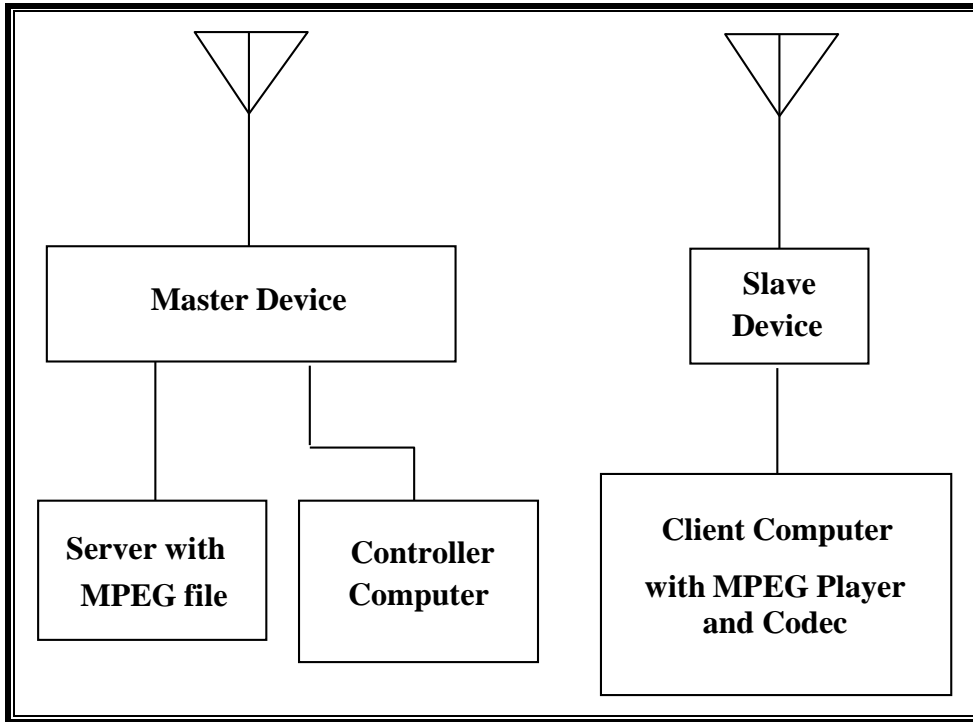 Master Device
Slave
Device
Server with
MPEG file
Controller
Computer
Client Computer
with MPEG Player
and Codec